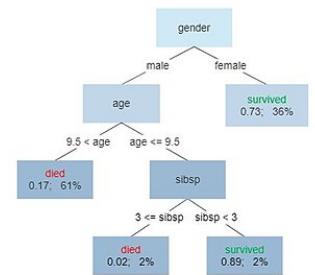 gender
male female
age
survived
0.73; 36%
9.5 < age age <= 9.5
died
0.17; 61%
sibsp
3 <= sibsp sibsp < 3
died
0.02; 2%
survived
0.89; 2%